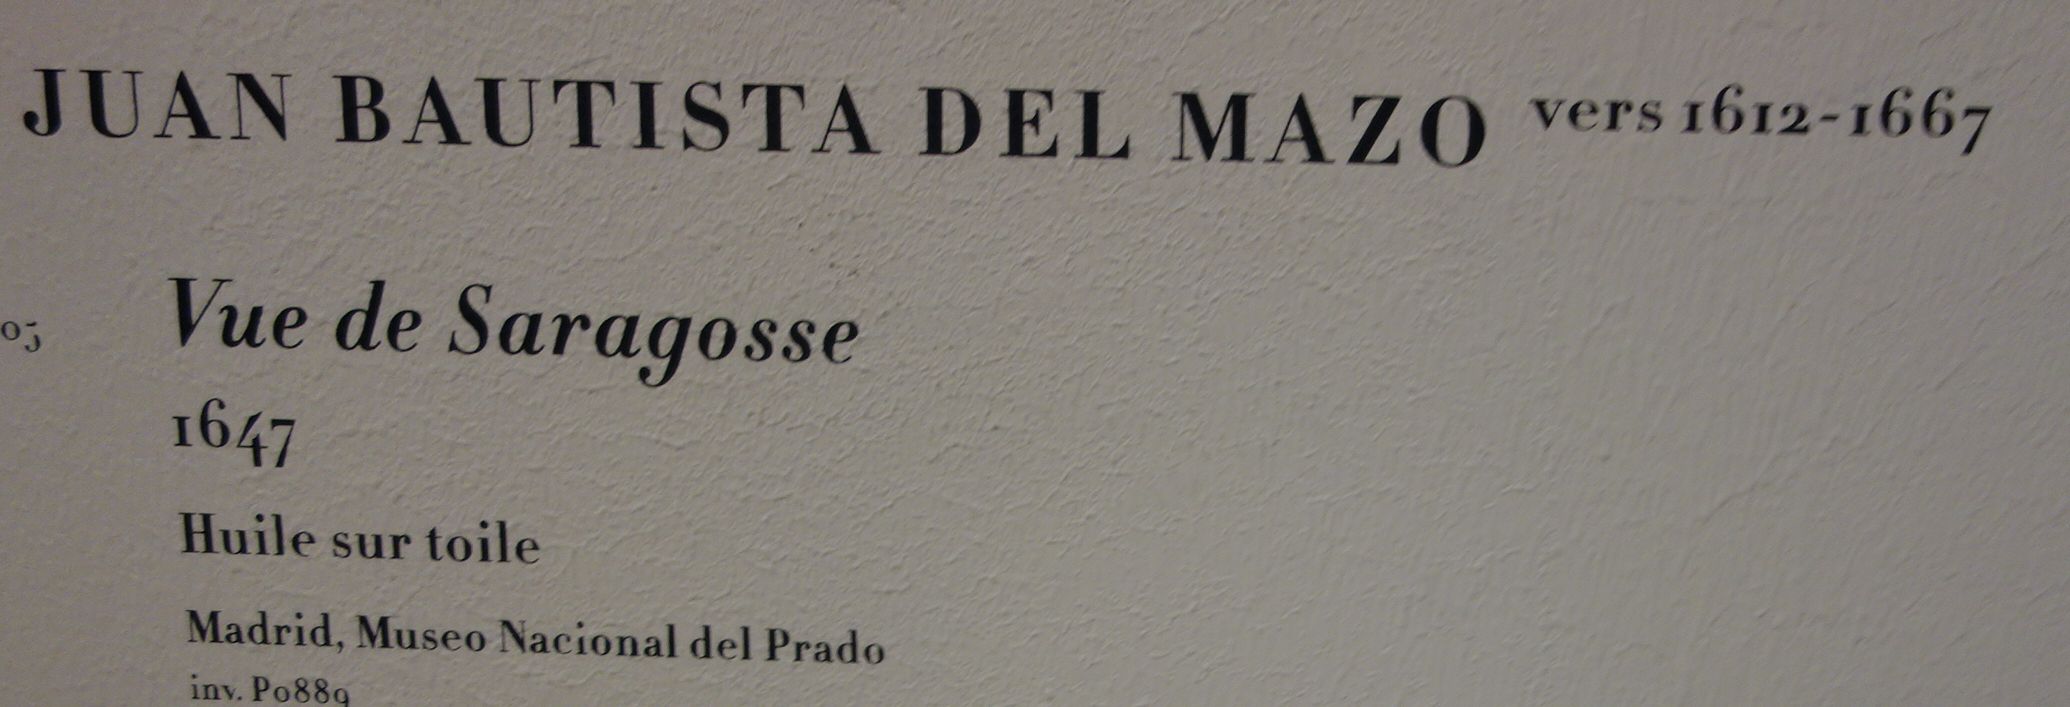 JUAN BAUTISTA DEL MAZO vers 1612-1667
Vue de Saragosse
1647
Huile sur toile
Madrid, Museo Nacional del Prado
inv. P0889